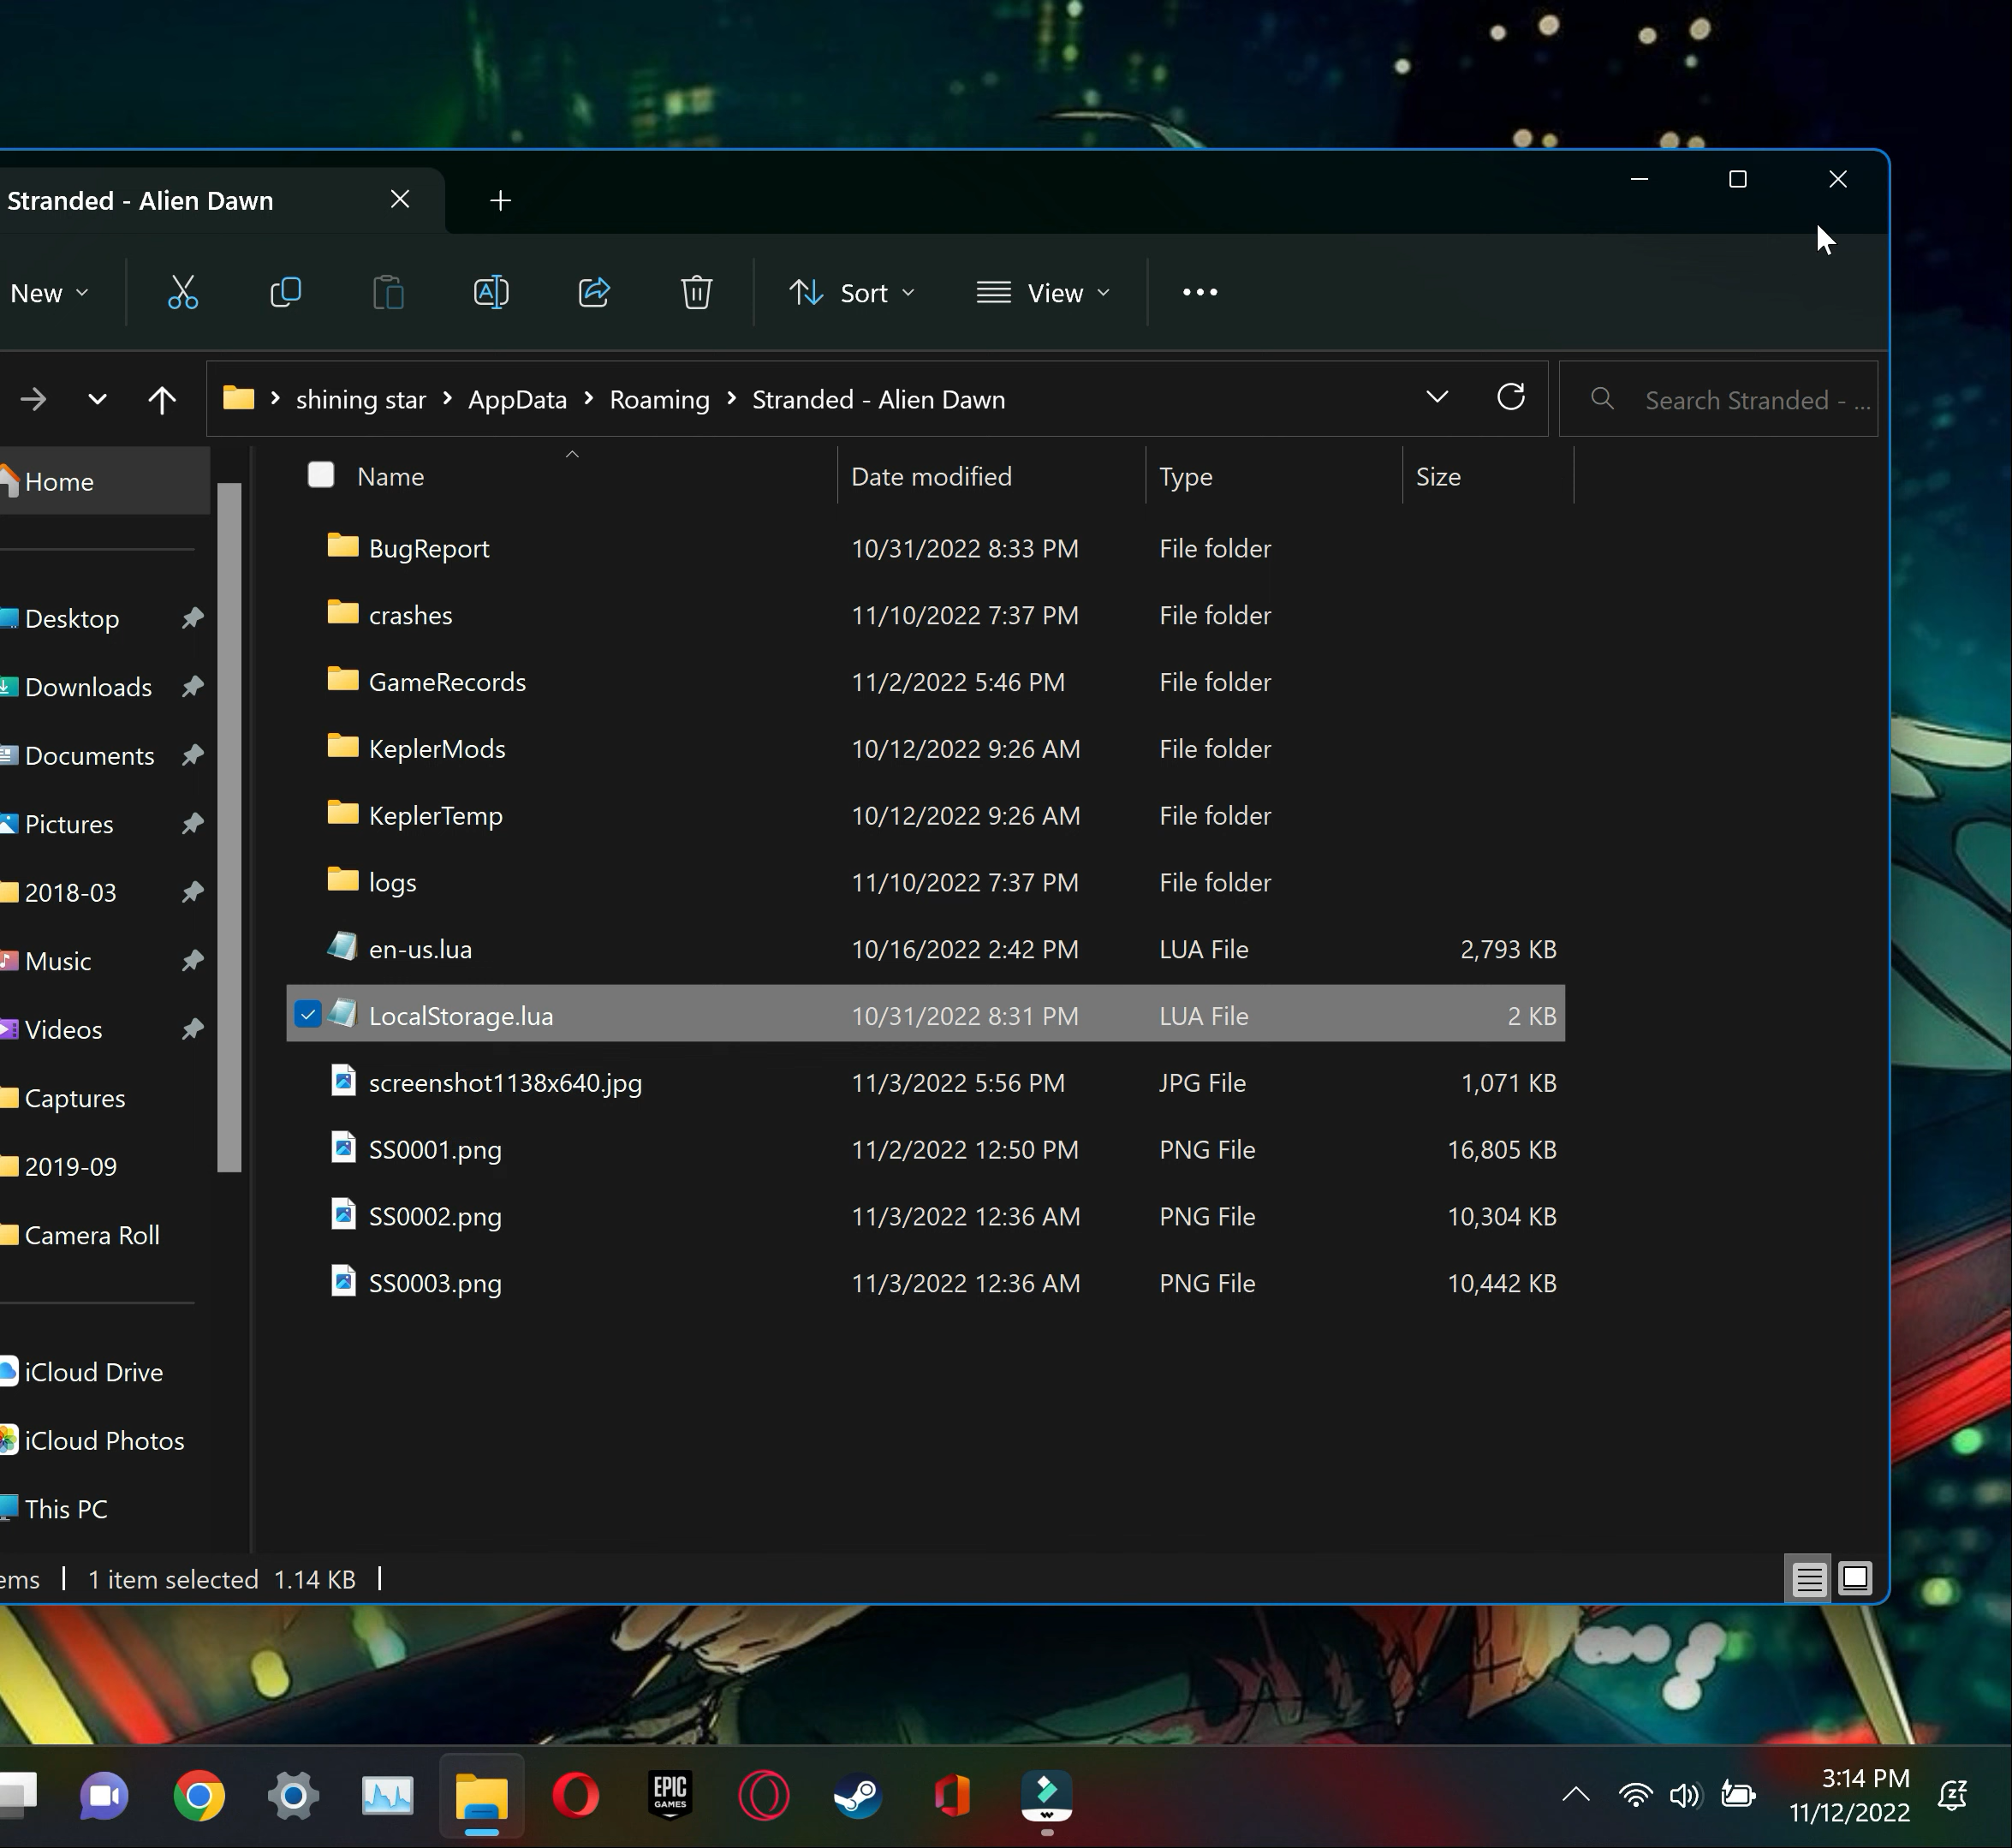 Stranded - Alien Dawn
New
Sort
View
shining star > AppData > Roaming > Stranded - Alien Dawn
Search Stranded - ...
Name Date modified Type Size
Home
Desktop
Downloads
Documents
Pictures
2018-03
Music
Videos
Captures
2019-09
Camera Roll
iCloud Drive
iCloud Photos
This PC
BugReport 10/31/2022 8:33 PM File folder
crashes 11/10/2022 7:37 PM File folder
GameRecords 11/2/2022 5:46 PM File folder
KeplerMods 10/12/2022 9:26 AM File folder
KeplerTemp 10/12/2022 9:26 AM File folder
logs 11/10/2022 7:37 PM File folder
en-us.lua 10/16/2022 2:42 PM LUA File 2,793 KB
LocalStorage.lua 10/31/2022 8:31 PM LUA File 2 KB
screenshot1138x640.jpg 11/3/2022 5:56 PM JPG File 1,071 KB
SS0001.png 11/2/2022 12:50 PM PNG File 16,805 KB
SS0002.png 11/3/2022 12:36 AM PNG File 10,304 KB
SS0003.png 11/3/2022 12:36 AM PNG File 10,442 KB
ems | 1 item selected 1.14 KB |
EPIC
GAMES
3:14 PM
11/12/2022